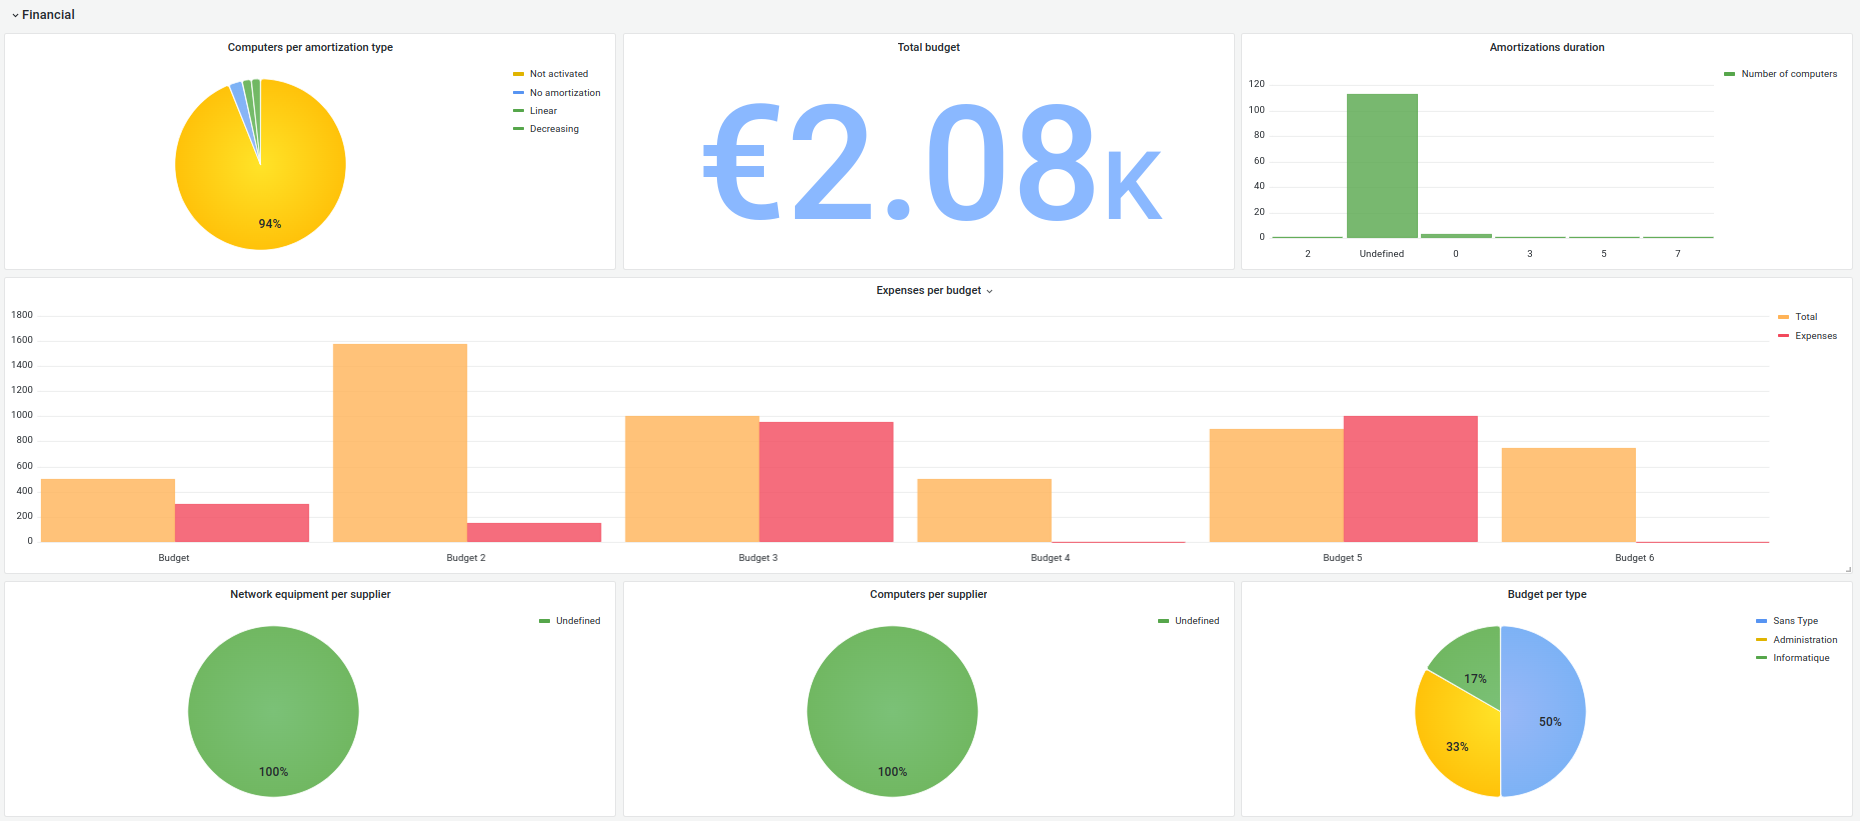 Financial
Computers per amortization type
Not activated
No amortization
Linear
Decreasing
94%
Total budget
€2.08K
Amortizations duration
Number of computers
120
100
80
60
40
20
0
2 Undefined 0 3 5 7
Expenses per budget
Total
Expenses
1800
1600
1400
1200
1000
800
600
400
200
0
Budget Budget 2 Budget 3 Budget 4 Budget 5 Budget 6
Network equipment per supplier
Undefined
100%
Computers per supplier
Undefined
100%
Budget per type
Sans Type
Administration
Informatique
17%
50%
33%